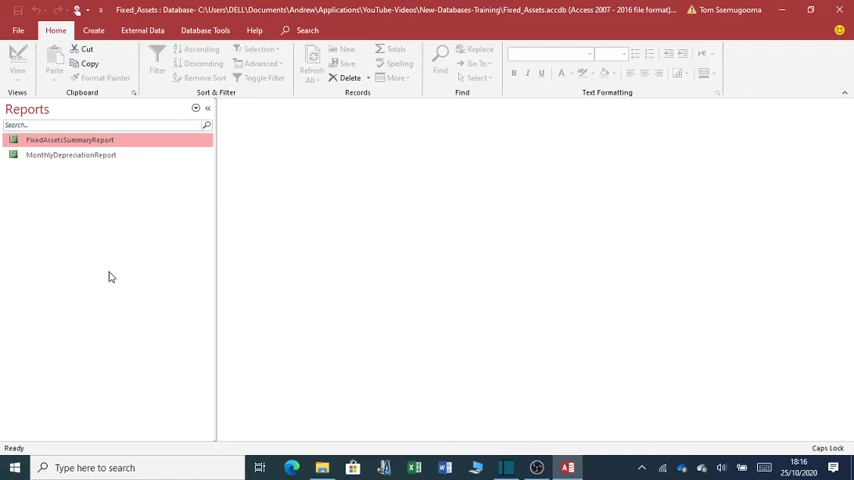 Fixed_Assets : Database- C:\Users\DELL\Documents\Andrew\Applications\YouTube-Videos\New-Databases-Training\Fixed_Assets.accdb (Access 2007 - 2016 file format)...
Tom Ssemugooma
File
Home
Create
External Data
Database Tools
Help
Search
View
Views
Paste
Cut
Copy
Format Painter
Clipboard
Filter
Ascending
Descending
Remove Sort
Selection
Advanced
Toggle Filter
Sort & Filter
Refresh
All
New
Save
Delete
Totals
Spelling
More
Records
Find
Replace
Go To
Select
Find
B I U A
Text Formatting
Reports
Search...
FixedAssetsSummaryReport
MonthlyDepreciationReport
Ready
Caps Lock
Type here to search
18:16
25/10/2020